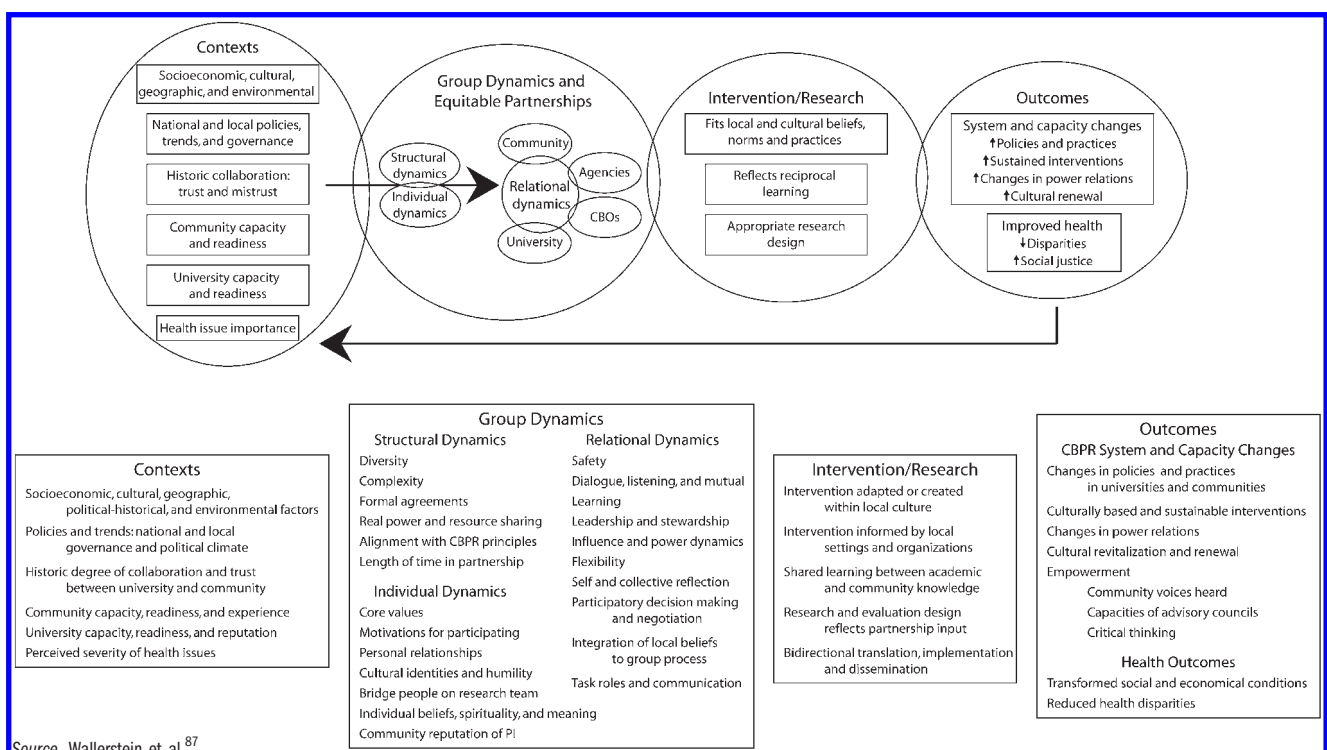 Contexts
Socioeconomic, cultural,
geographic, and environmental
National and local policies,
trends, and governance
Historic collaboration:
trust and mistrust
Community capacity
and readiness
University capacity
and readiness
Health issue importance
Group Dynamics and
Equitable Partnerships
Structural
dynamics
Individual
dynamics
Community
Relational
dynamics
Agencies
CBOs
University
Intervention/Research
Fits local and cultural beliefs,
norms and practices
Reflects reciprocal
learning
Appropriate research
design
Outcomes
System and capacity changes
↑Policies and practices
↑Sustained interventions
↑Changes in power relations
↑Cultural renewal
Improved health
↓Disparities
↑Social justice
Contexts
Socioeconomic, cultural, geographic,
political-historical, and environmental factors
Policies and trends: national and local
governance and political climate
Historic degree of collaboration and trust
between university and community
Community capacity, readiness, and experience
University capacity, readiness, and reputation
Perceived severity of health issues
Group Dynamics
Structural Dynamics
Diversity
Complexity
Formal agreements
Real power and resource sharing
Alignment with CBPR principles
Length of time in partnership
Individual Dynamics
Core values
Motivations for participating
Personal relationships
Cultural identities and humility
Bridge people on research team
Individual beliefs, spirituality, and meaning
Community reputation of PI
Relational Dynamics
Safety
Dialogue, listening, and mutual
Learning
Leadership and stewardship
Influence and power dynamics
Flexibility
Self and collective reflection
Participatory decision making
and negotiation
Integration of local beliefs
to group process
Task roles and communication
Intervention/Research
Intervention adapted or created
within local culture
Intervention informed by local
settings and organizations
Shared learning between academic
and community knowledge
Research and evaluation design
reflects partnership input
Bidirectional translation, implementation
and dissemination
Outcomes
CBPR System and Capacity Changes
Changes in policies and practices
in universities and communities
Culturally based and sustainable interventions
Changes in power relations
Cultural revitalization and renewal
Empowerment
Community voices heard
Capacities of advisory councils
Critical thinking
Health Outcomes
Transformed social and economical conditions
Reduced health disparities
Source. Wallerstein et al.87